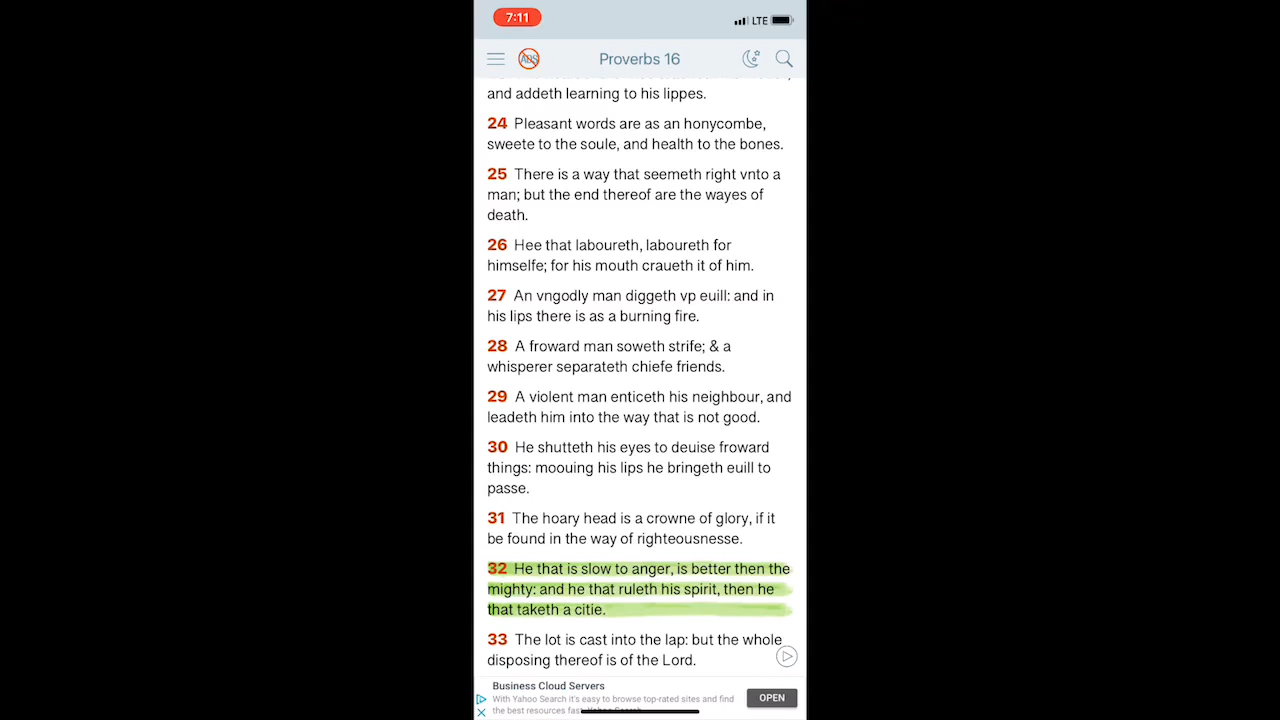 7:11
LTE
ADS
Proverbs 16
and addeth learning to his lippes.
24 Pleasant words are as an honycombe,
sweete to the soule, and health to the bones.
25 There is a way that seemeth right vnto a
man; but the end thereof are the wayes of
death.
26 Hee that laboureth, laboureth for
himselfe; for his mouth craueth it of him.
27 An vngodly man diggeth vp euill: and in
his lips there is as a burning fire.
28 A froward man soweth strife; & a
whisperer separateth chiefe friends.
29 A violent man enticeth his neighbour, and
leadeth him into the way that is not good.
30 He shutteth his eyes to deuise froward
things: moouing his lips he bringeth euill to
passe.
31 The hoary head is a crowne of glory, if it
be found in the way of righteousnesse.
32 He that is slow to anger, is better then the
mighty: and he that ruleth his spirit, then he
that taketh a citie.
33 The lot is cast into the lap: but the whole
disposing thereof is of the Lord.
Business Cloud Servers
With Yahoo Search it's easy to browse top-rated sites and find
the best resources
OPEN